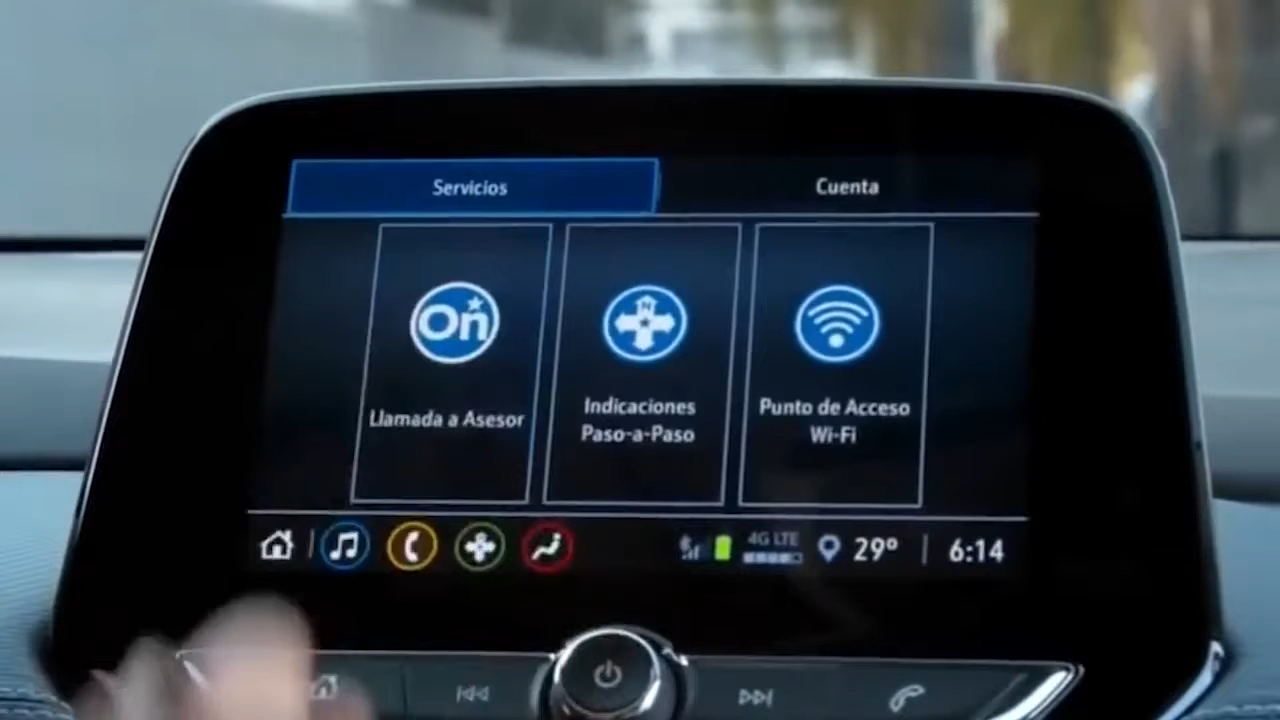 Servicios
Cuenta
On
N
Llamada a Asesor
Indicaciones
Paso-a-Paso
Punto de Acceso
Wi-Fi
4G LTE
29°
6:14